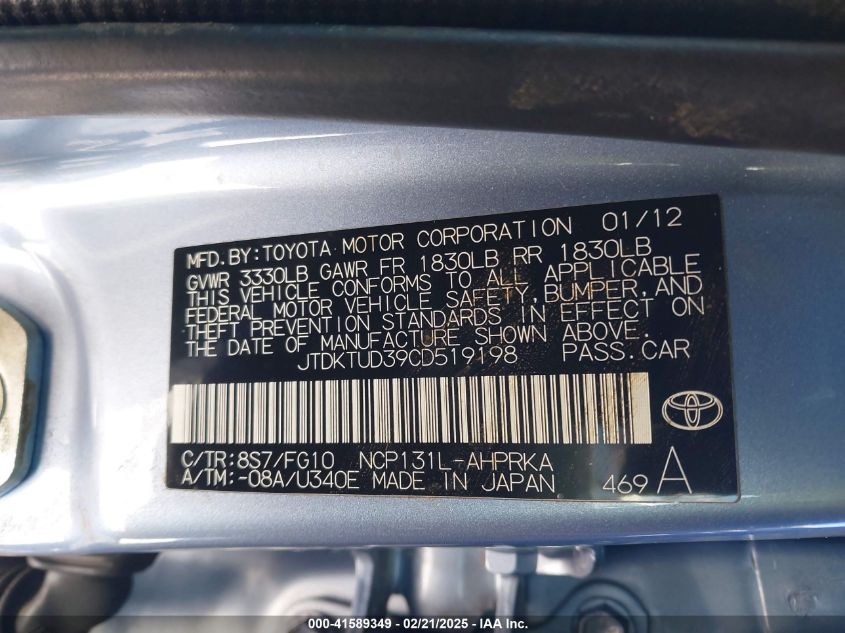 MFD.BY:TOYOTA MOTOR CORPORATION 01/12
GVWR 3330LB GAWR FR 1830LB RR 1830LB
THIS VEHICLE CONFORMS TO ALL APPLICABLE
FEDERAL MOTOR VEHICLE SAFETY,BUMPER,AND
THEFT PREVENTION STANDARDS IN EFFECT ON
THE DATE OF MANUFACTURE SHOWN ABOVE.
JTDKTUD39CD519198 PASS.CAR
C/TR:8S7/FG10 NCP131L-AHPRKA
A/TM:-08A/U340E MADE IN JAPAN 469 A
000-41589349 - 02/21/2025 - IAA Inc.